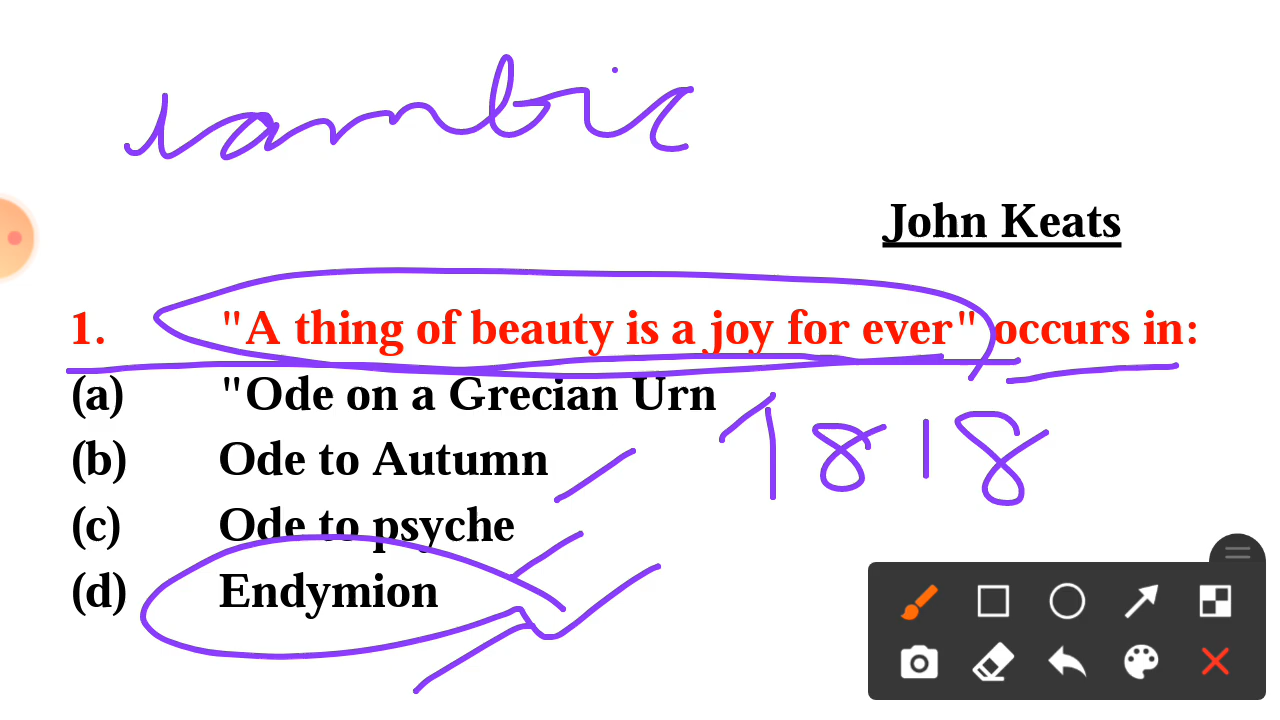 iambic
John Keats
1. "A thing of beauty is a joy for ever" occurs in:
(a) "Ode on a Grecian Urn
1818
(b) Ode to Autumn
(c) Ode to psyche
(d) Endymion